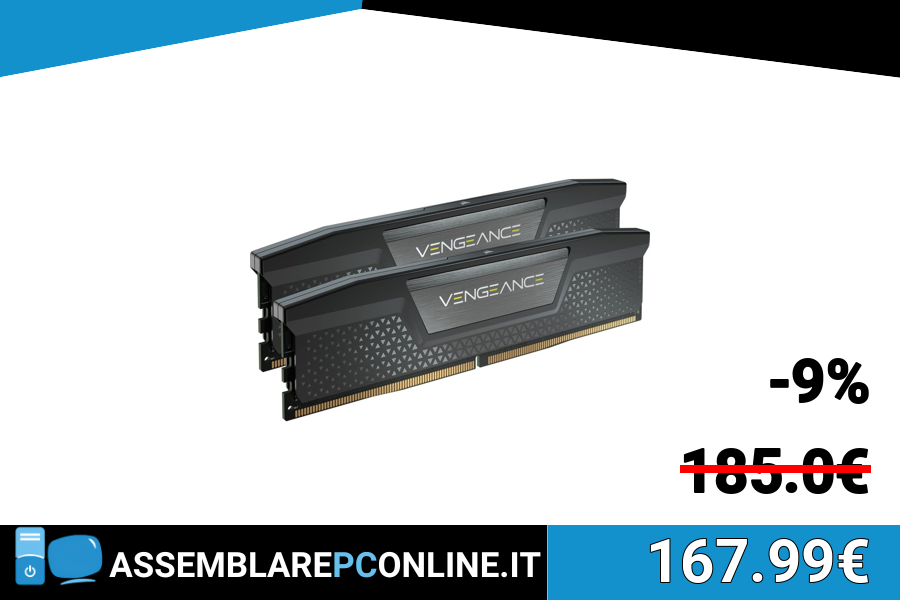 VENGEANCE
VENGEANCE
-9%
185.0€
ASSEMBLAREPCONLINE.IT
167.99€